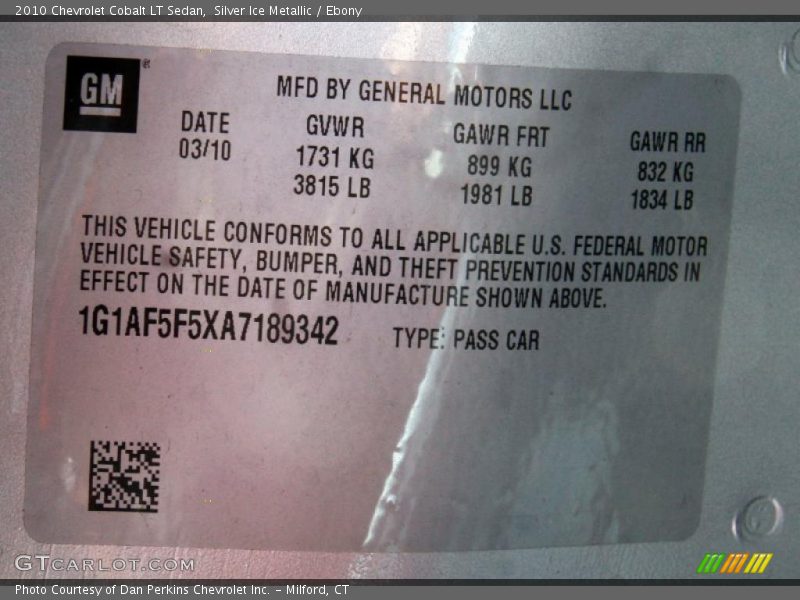 2010 Chevrolet Cobalt LT Sedan, Silver Ice Metallic / Ebony
GM®
MFD BY GENERAL MOTORS LLC
DATE GVWR GAWR FRT GAWR RR
03/10 1731 KG 899 KG 832 KG
3815 LB 1981 LB 1834 LB
THIS VEHICLE CONFORMS TO ALL APPLICABLE U.S. FEDERAL MOTOR
VEHICLE SAFETY, BUMPER, AND THEFT PREVENTION STANDARDS IN
EFFECT ON THE DATE OF MANUFACTURE SHOWN ABOVE.
1G1AF5F5XA7189342 TYPE: PASS CAR
GTCARLOT.COM
Photo Courtesy of Dan Perkins Chevrolet Inc. - Milford, CT